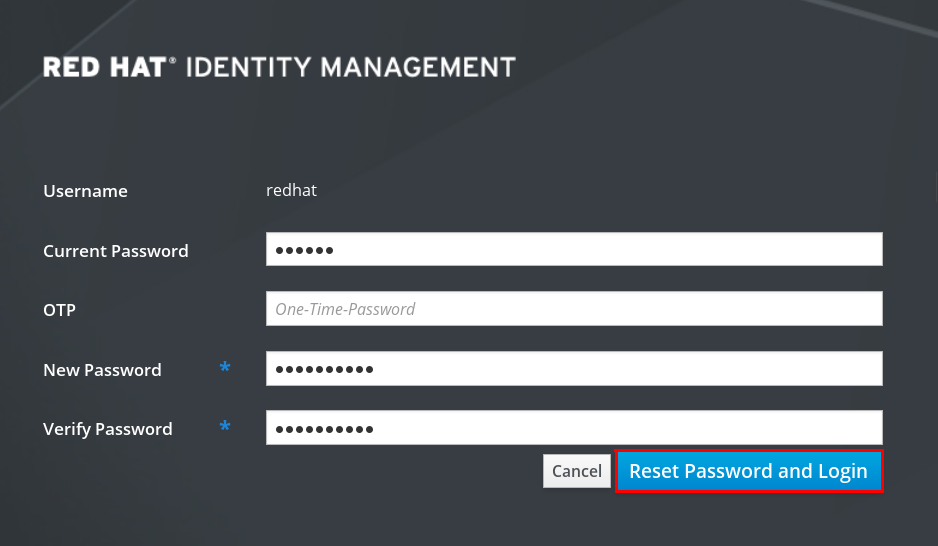 RED HAT® IDENTITY MANAGEMENT
Username redhat
Current Password ••••••
OTP One-Time-Password
New Password * ••••••••••
Verify Password * ••••••••••
Cancel Reset Password and Login